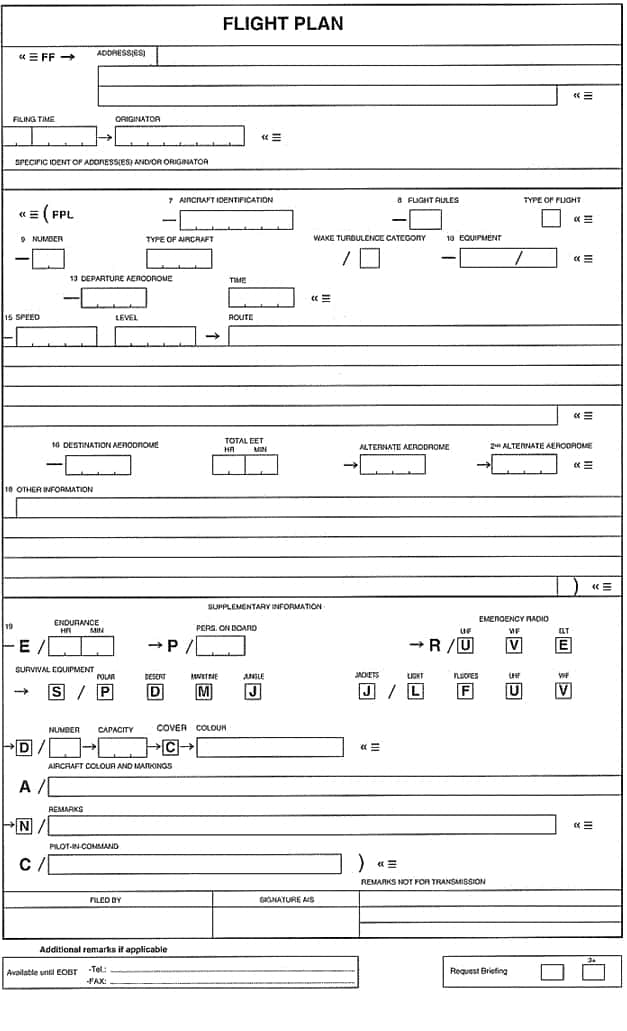 FLIGHT PLAN
« ≡ FF →
ADDRESS(ES)
« ≡
FILING TIME ORIGINATOR
→ « ≡
SPECIFIC IDENT OF ADDRESS(ES) AND/OR ORIGINATOR
7 AIRCRAFT IDENTIFICATION 8 FLIGHT RULES TYPE OF FLIGHT
« ≡ ( FPL — — « ≡
9 NUMBER TYPE OF AIRCRAFT WAKE TURBULENCE CATEGORY 10 EQUIPMENT
— / — / « ≡
13 DEPARTURE AERODROME TIME
— « ≡
15 SPEED LEVEL ROUTE
— →
« ≡
16 DESTINATION AERODROME TOTAL EET HR MIN ALTERNATE AERODROME 2ND ALTERNATE AERODROME
— → → « ≡
18 OTHER INFORMATION
) « ≡
SUPPLEMENTARY INFORMATION
19 ENDURANCE HR MIN PERS. ON BOARD EMERGENCY RADIO UHF VHF ELT
— E / → P / → R / U V E
SURVIVAL EQUIPMENT POLAR DESERT MARITIME JUNGLE JACKETS LIGHT FLUORES UHF VHF
→ S / P D M J J / L F U V
NUMBER CAPACITY COVER COLOUR
→ D / → → C → « ≡
AIRCRAFT COLOUR AND MARKINGS
A /
REMARKS
→ N / « ≡
PILOT-IN-COMMAND
C / ) « ≡
REMARKS NOT FOR TRANSMISSION
FILED BY SIGNATURE AIS
Additional remarks if applicable
Available until EOBT -Tel.:
-FAX:
Request Briefing